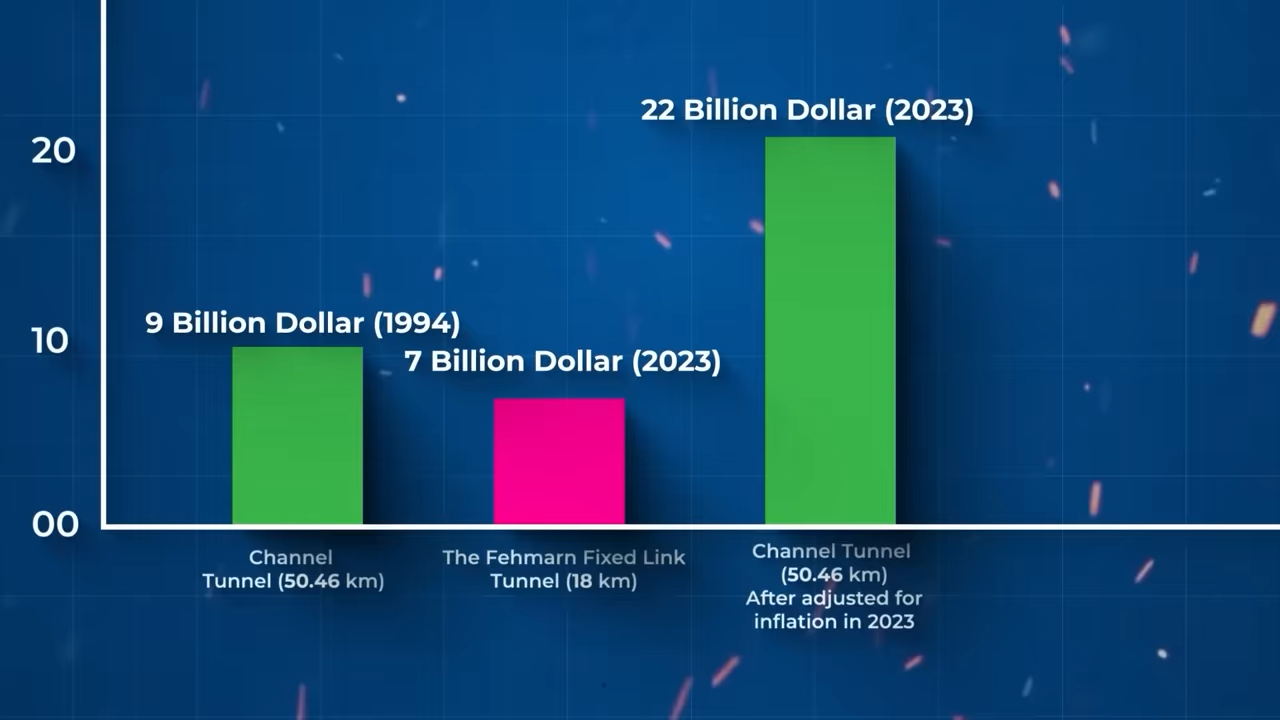 22 Billion Dollar (2023)
20
9 Billion Dollar (1994)
10
7 Billion Dollar (2023)
00
Channel
Tunnel (50.46 km)
The Fehmarn Fixed Link
Tunnel (18 km)
Channel Tunnel
(50.46 km)
After adjusted for
inflation in 2023